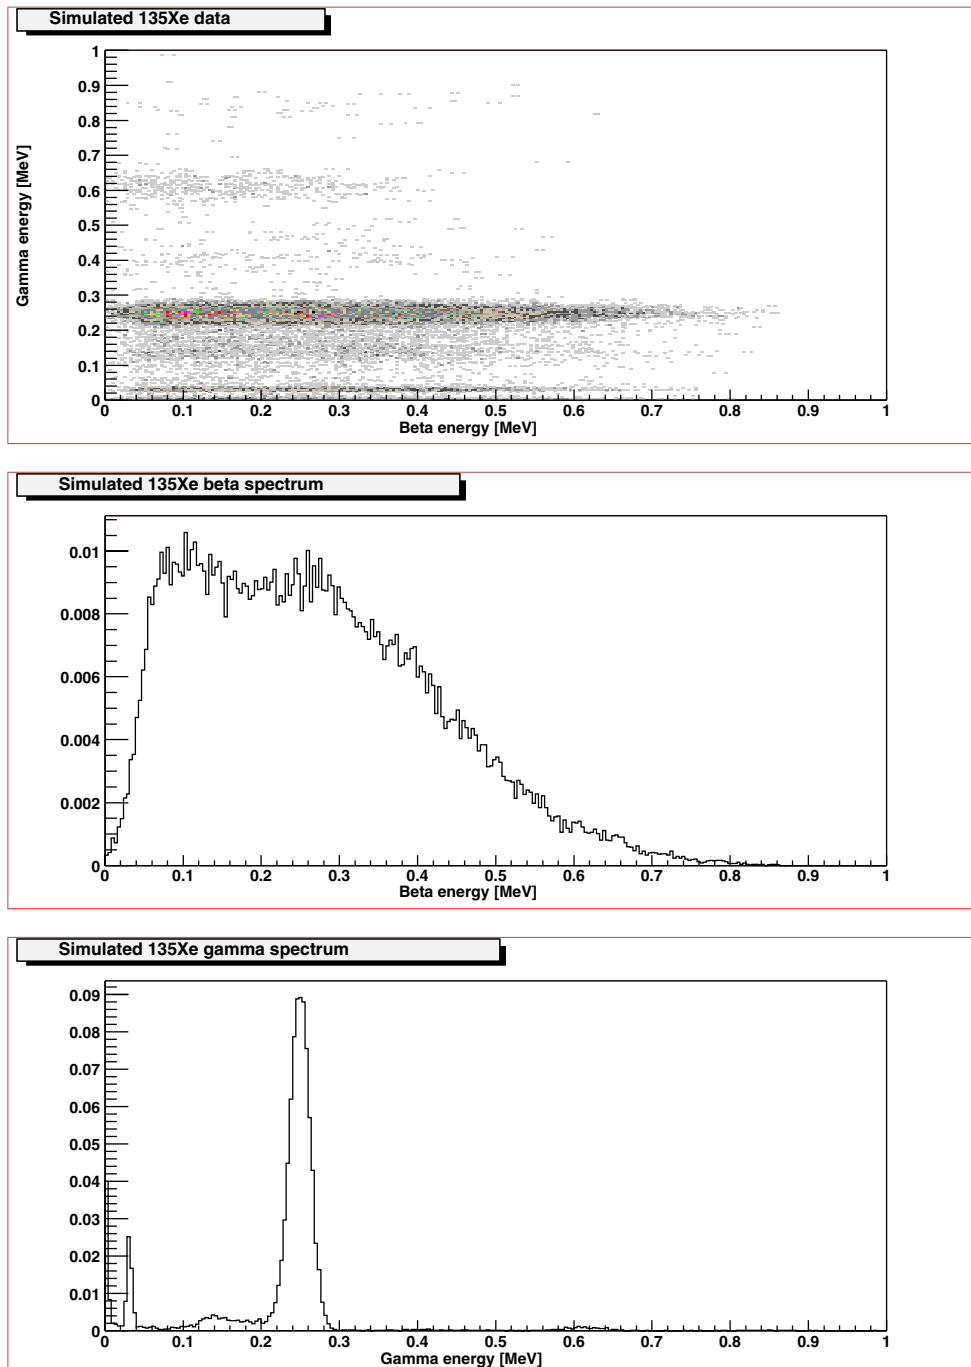 Simulated 135Xe data
Gamma energy [MeV]
1
0.9
0.8
0.7
0.6
0.5
0.4
0.3
0.2
0.1
0
0 0.1 0.2 0.3 0.4 0.5 0.6 0.7 0.8 0.9 1
Beta energy [MeV]
Simulated 135Xe beta spectrum
0.01
0.008
0.006
0.004
0.002
0
0 0.1 0.2 0.3 0.4 0.5 0.6 0.7 0.8 0.9 1
Beta energy [MeV]
Simulated 135Xe gamma spectrum
0.09
0.08
0.07
0.06
0.05
0.04
0.03
0.02
0.01
0
0 0.1 0.2 0.3 0.4 0.5 0.6 0.7 0.8 0.9 1
Gamma energy [MeV]